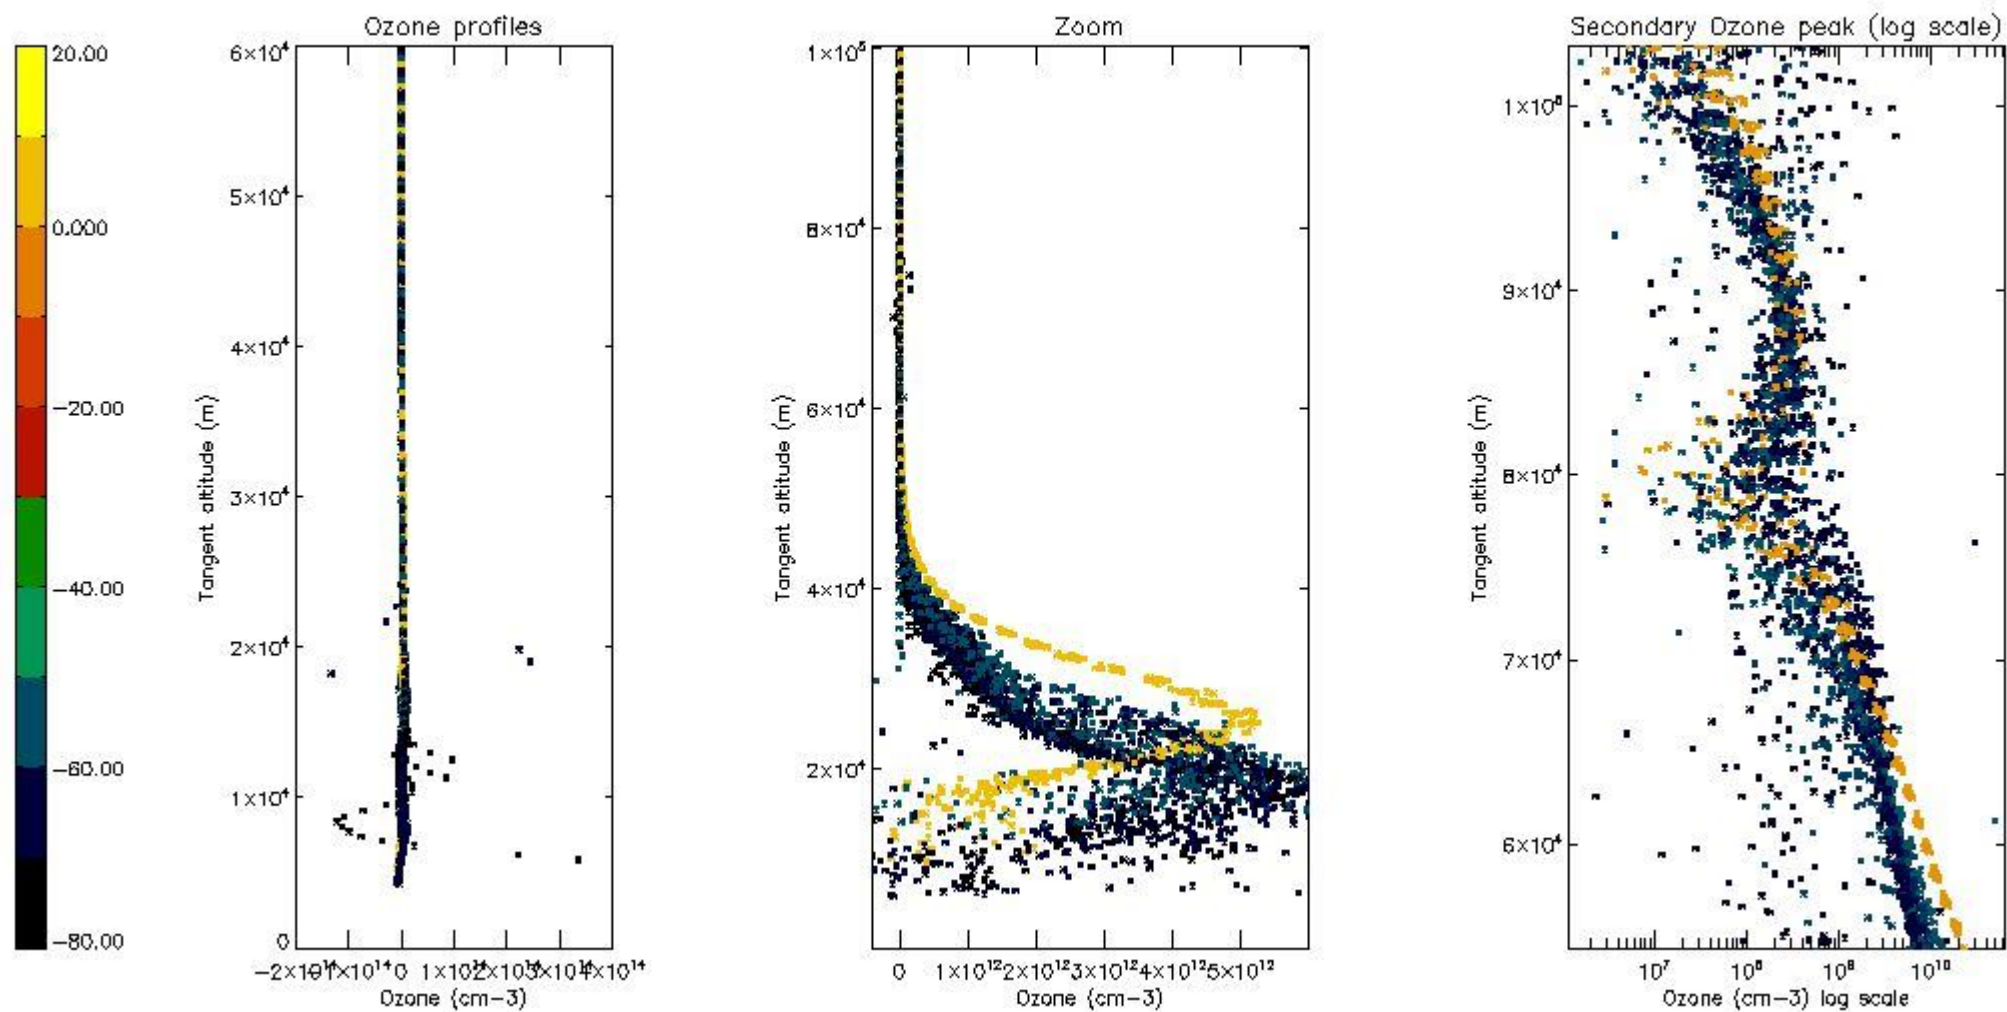 Ozone profiles
Zoom
Secondary Ozone peak (log scale)
20.00
0.000
−20.00
−40.00
−60.00
−80.00
6×10⁴
5×10⁴
4×10⁴
3×10⁴
2×10⁴
1×10⁴
0
Tangent altitude (m)
0
Ozone (cm−3)
1×10⁵
8×10⁴
6×10⁴
4×10⁴
2×10⁴
Tangent altitude (m)
0 1×10¹² 2×10¹² 3×10¹² 4×10¹² 5×10¹²
Ozone (cm−3)
9×10⁴
8×10⁴
7×10⁴
6×10⁴
Tangent altitude (m)
10⁷ 10⁸ 10⁹ 10¹⁰
Ozone (cm−3) log scale